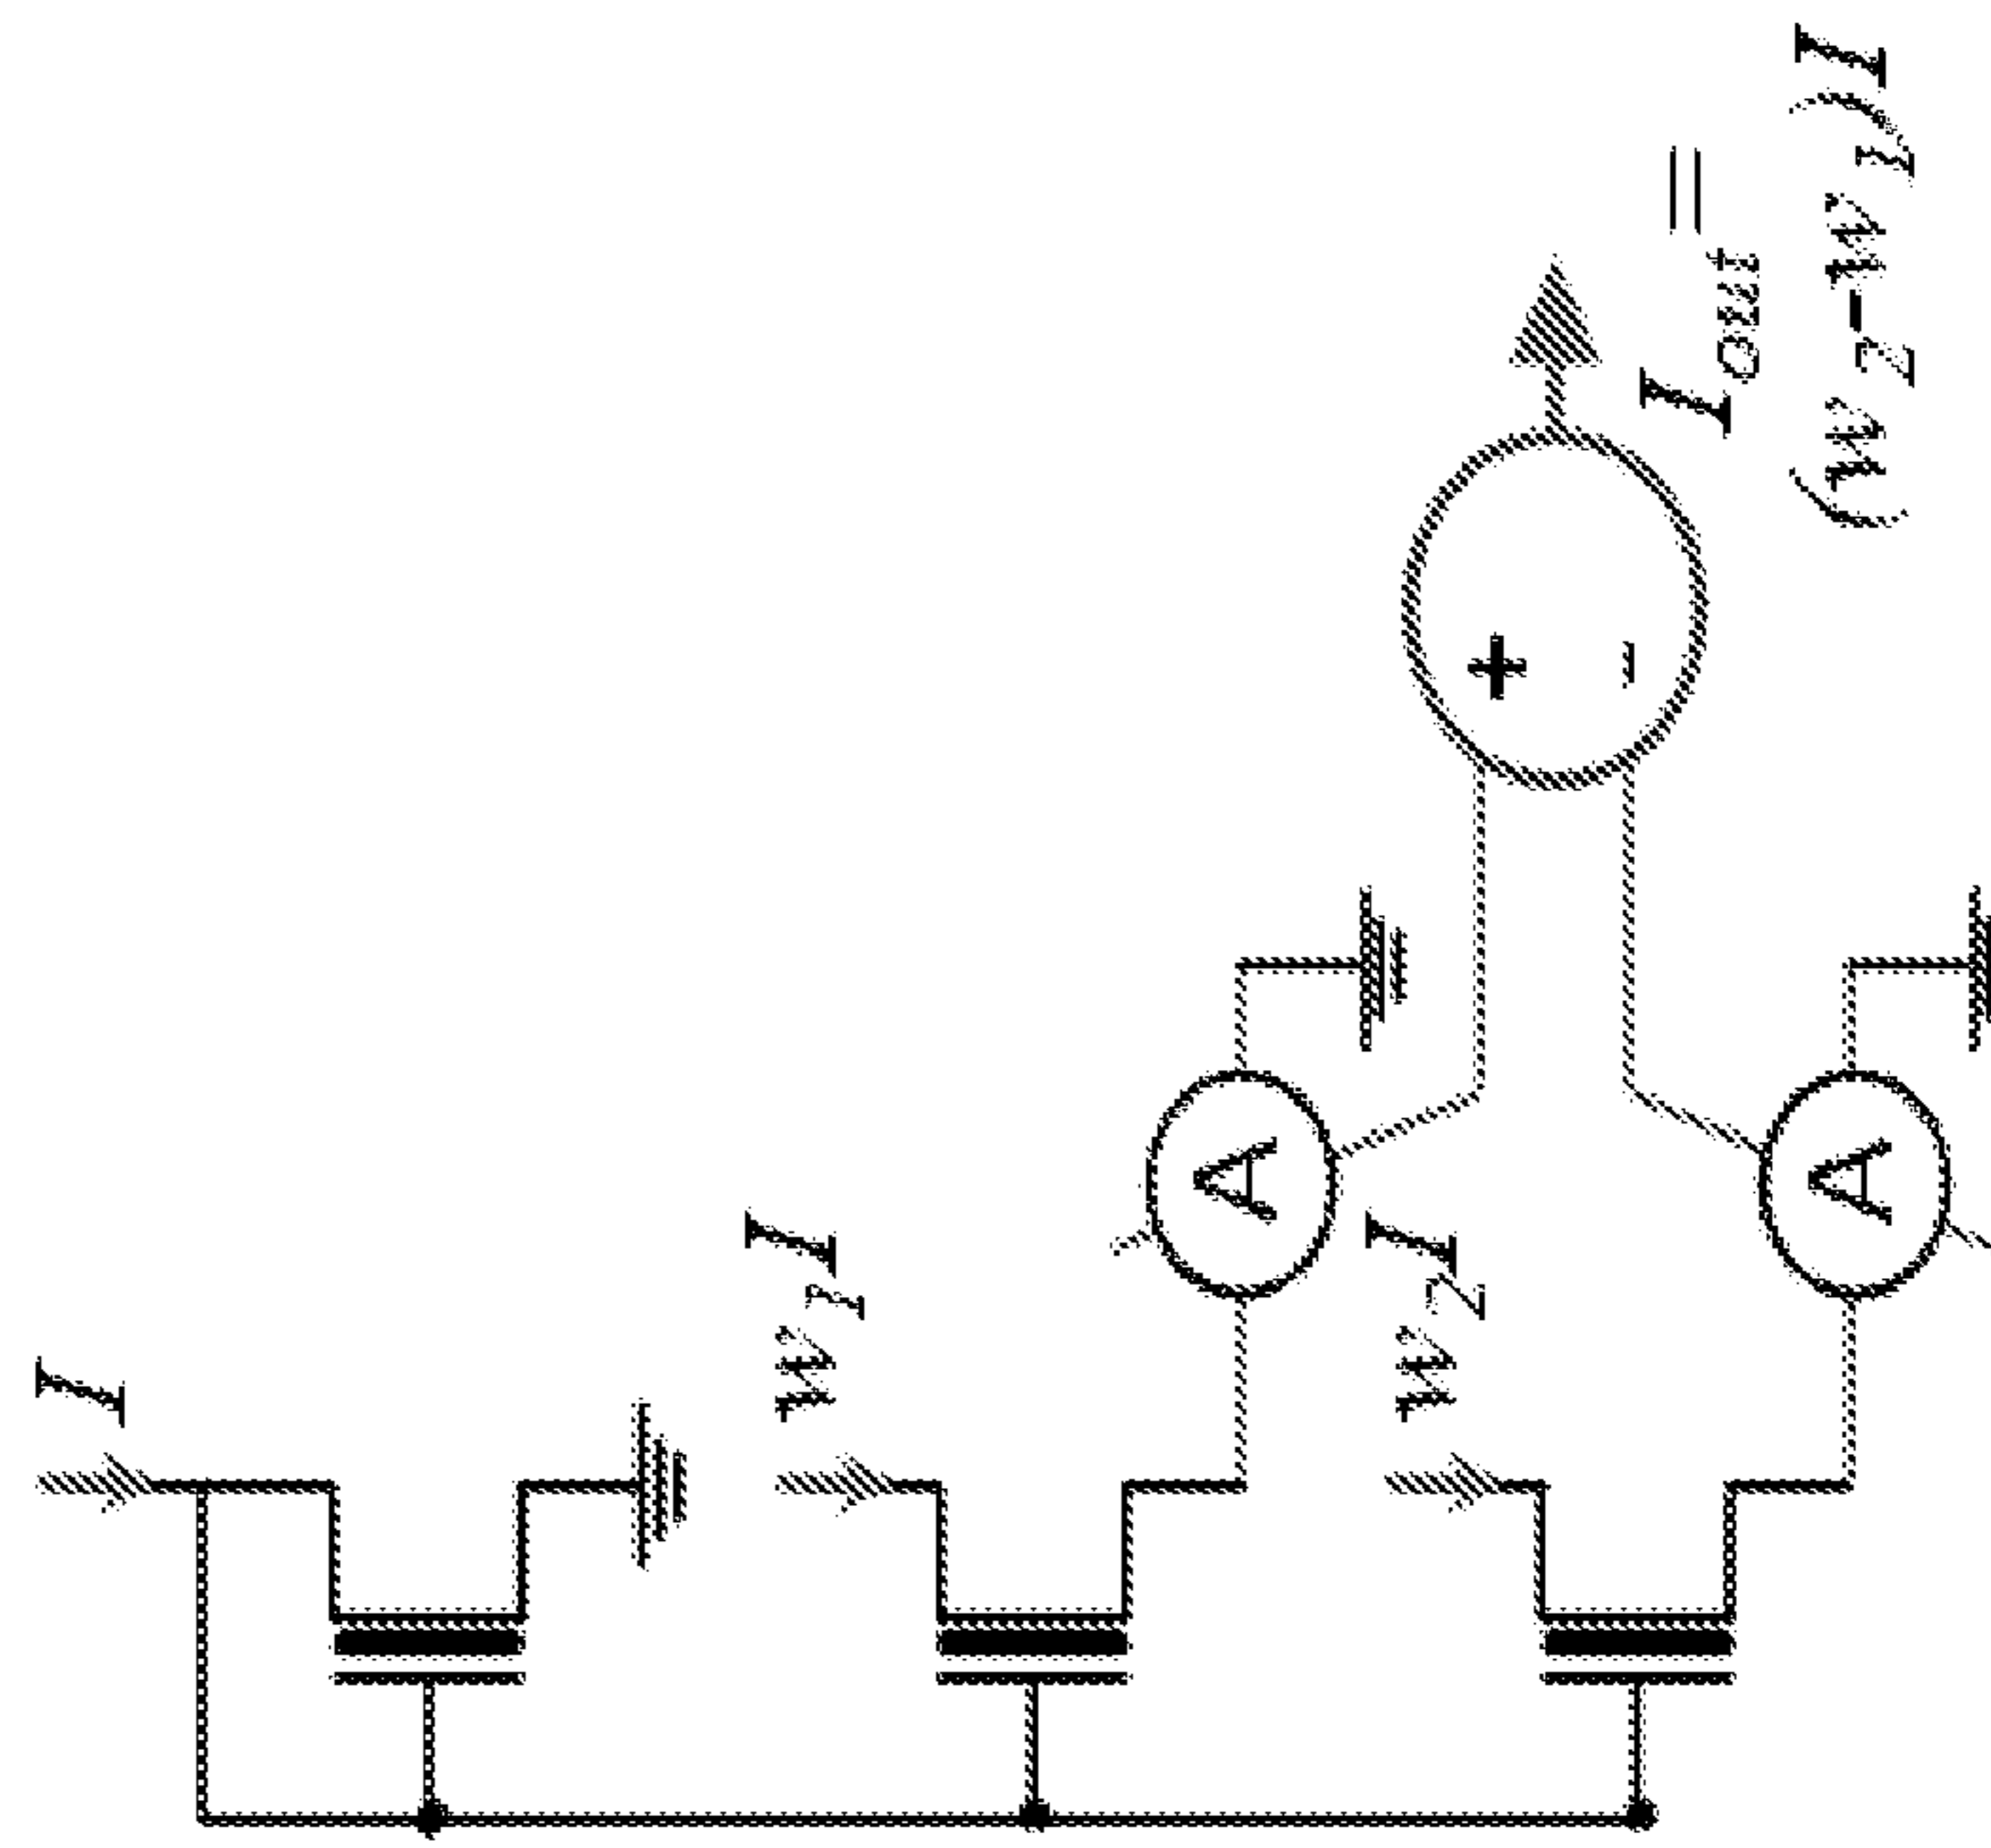 I
w₁I
w₂I
A
A
+
-
I_out =
(w₂-w₁)I